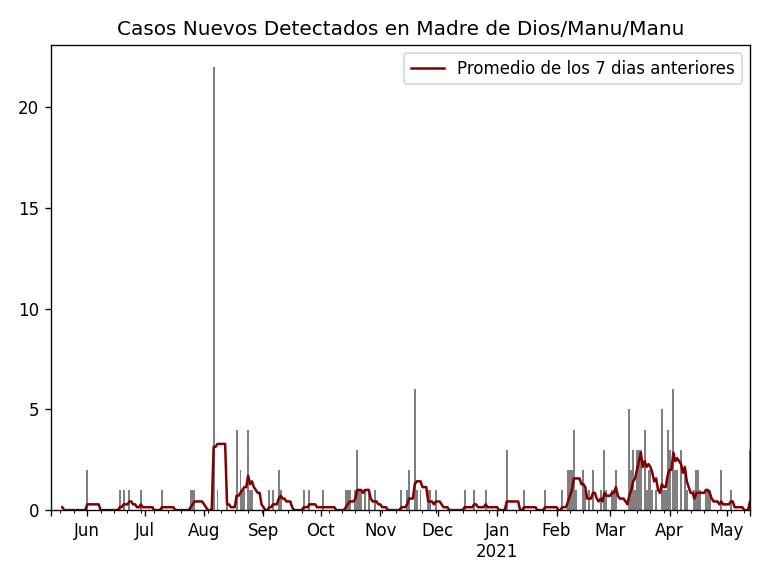 Casos Nuevos Detectados en Madre de Dios/Manu/Manu
Promedio de los 7 dias anteriores
20
15
10
5
0
Jun Jul Aug Sep Oct Nov Dec Jan Feb Mar Apr May
2021